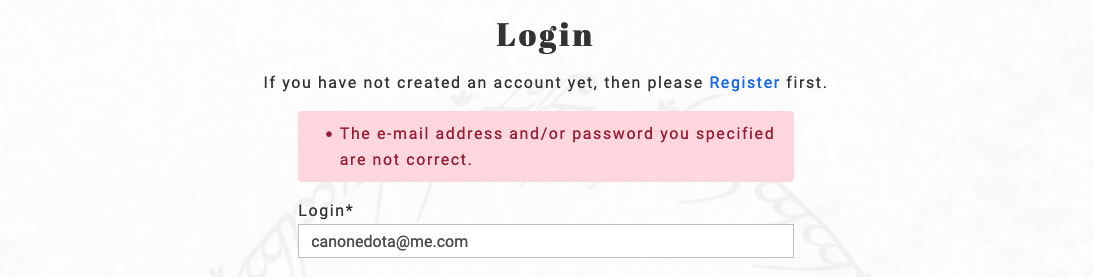 Login
If you have not created an account yet, then please Register first.
• The e-mail address and/or password you specified
are not correct.
Login*
canonedota@me.com